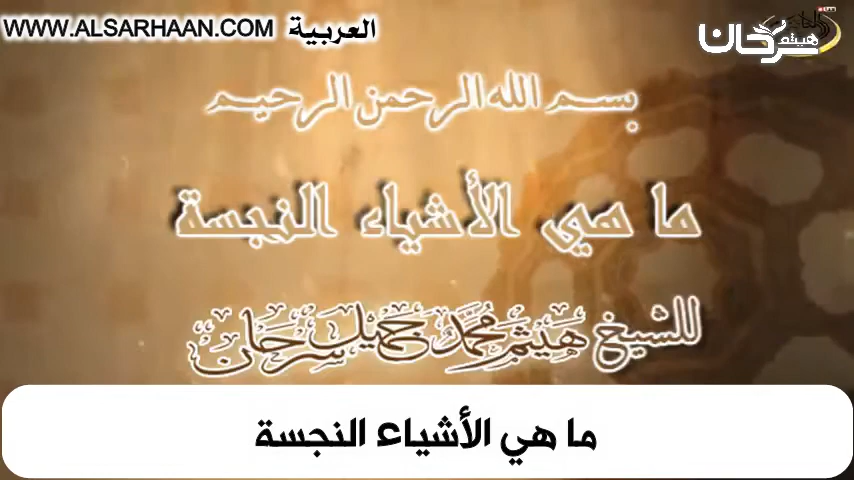 WWW.ALSARHAAN.COM العربية
هيثم سرحان
بسم الله الرحمن الرحيم
ما هي الأشياء النجسة
للشيخ هيثم محمد جميل سرحان
ما هي الأشياء النجسة